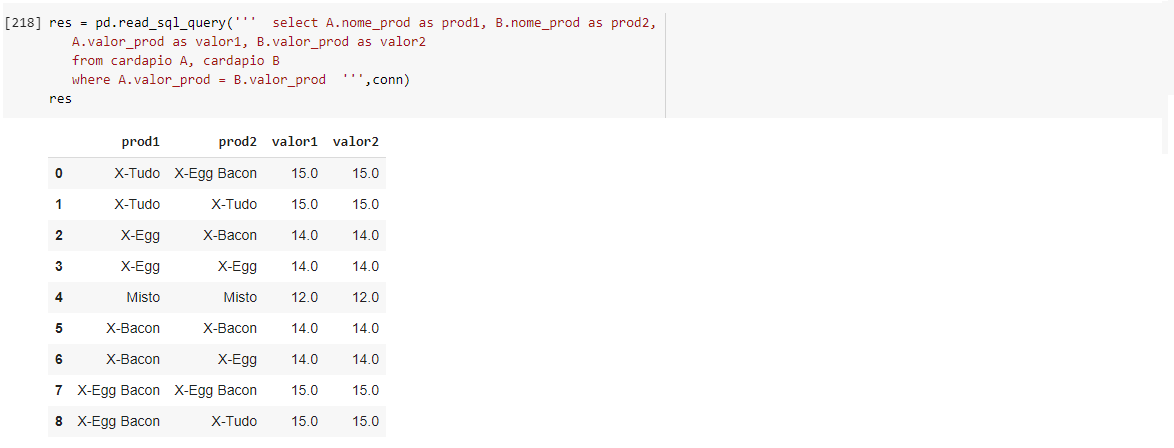 [218] res = pd.read_sql_query(''' select A.nome_prod as prod1, B.nome_prod as prod2,
A.valor_prod as valor1, B.valor_prod as valor2
from cardapio A, cardapio B
where A.valor_prod = B.valor_prod ''',conn)
res
prod1 prod2 valor1 valor2
0 X-Tudo X-Egg Bacon 15.0 15.0
1 X-Tudo X-Tudo 15.0 15.0
2 X-Egg X-Bacon 14.0 14.0
3 X-Egg X-Egg 14.0 14.0
4 Misto Misto 12.0 12.0
5 X-Bacon X-Bacon 14.0 14.0
6 X-Bacon X-Egg 14.0 14.0
7 X-Egg Bacon X-Egg Bacon 15.0 15.0
8 X-Egg Bacon X-Tudo 15.0 15.0